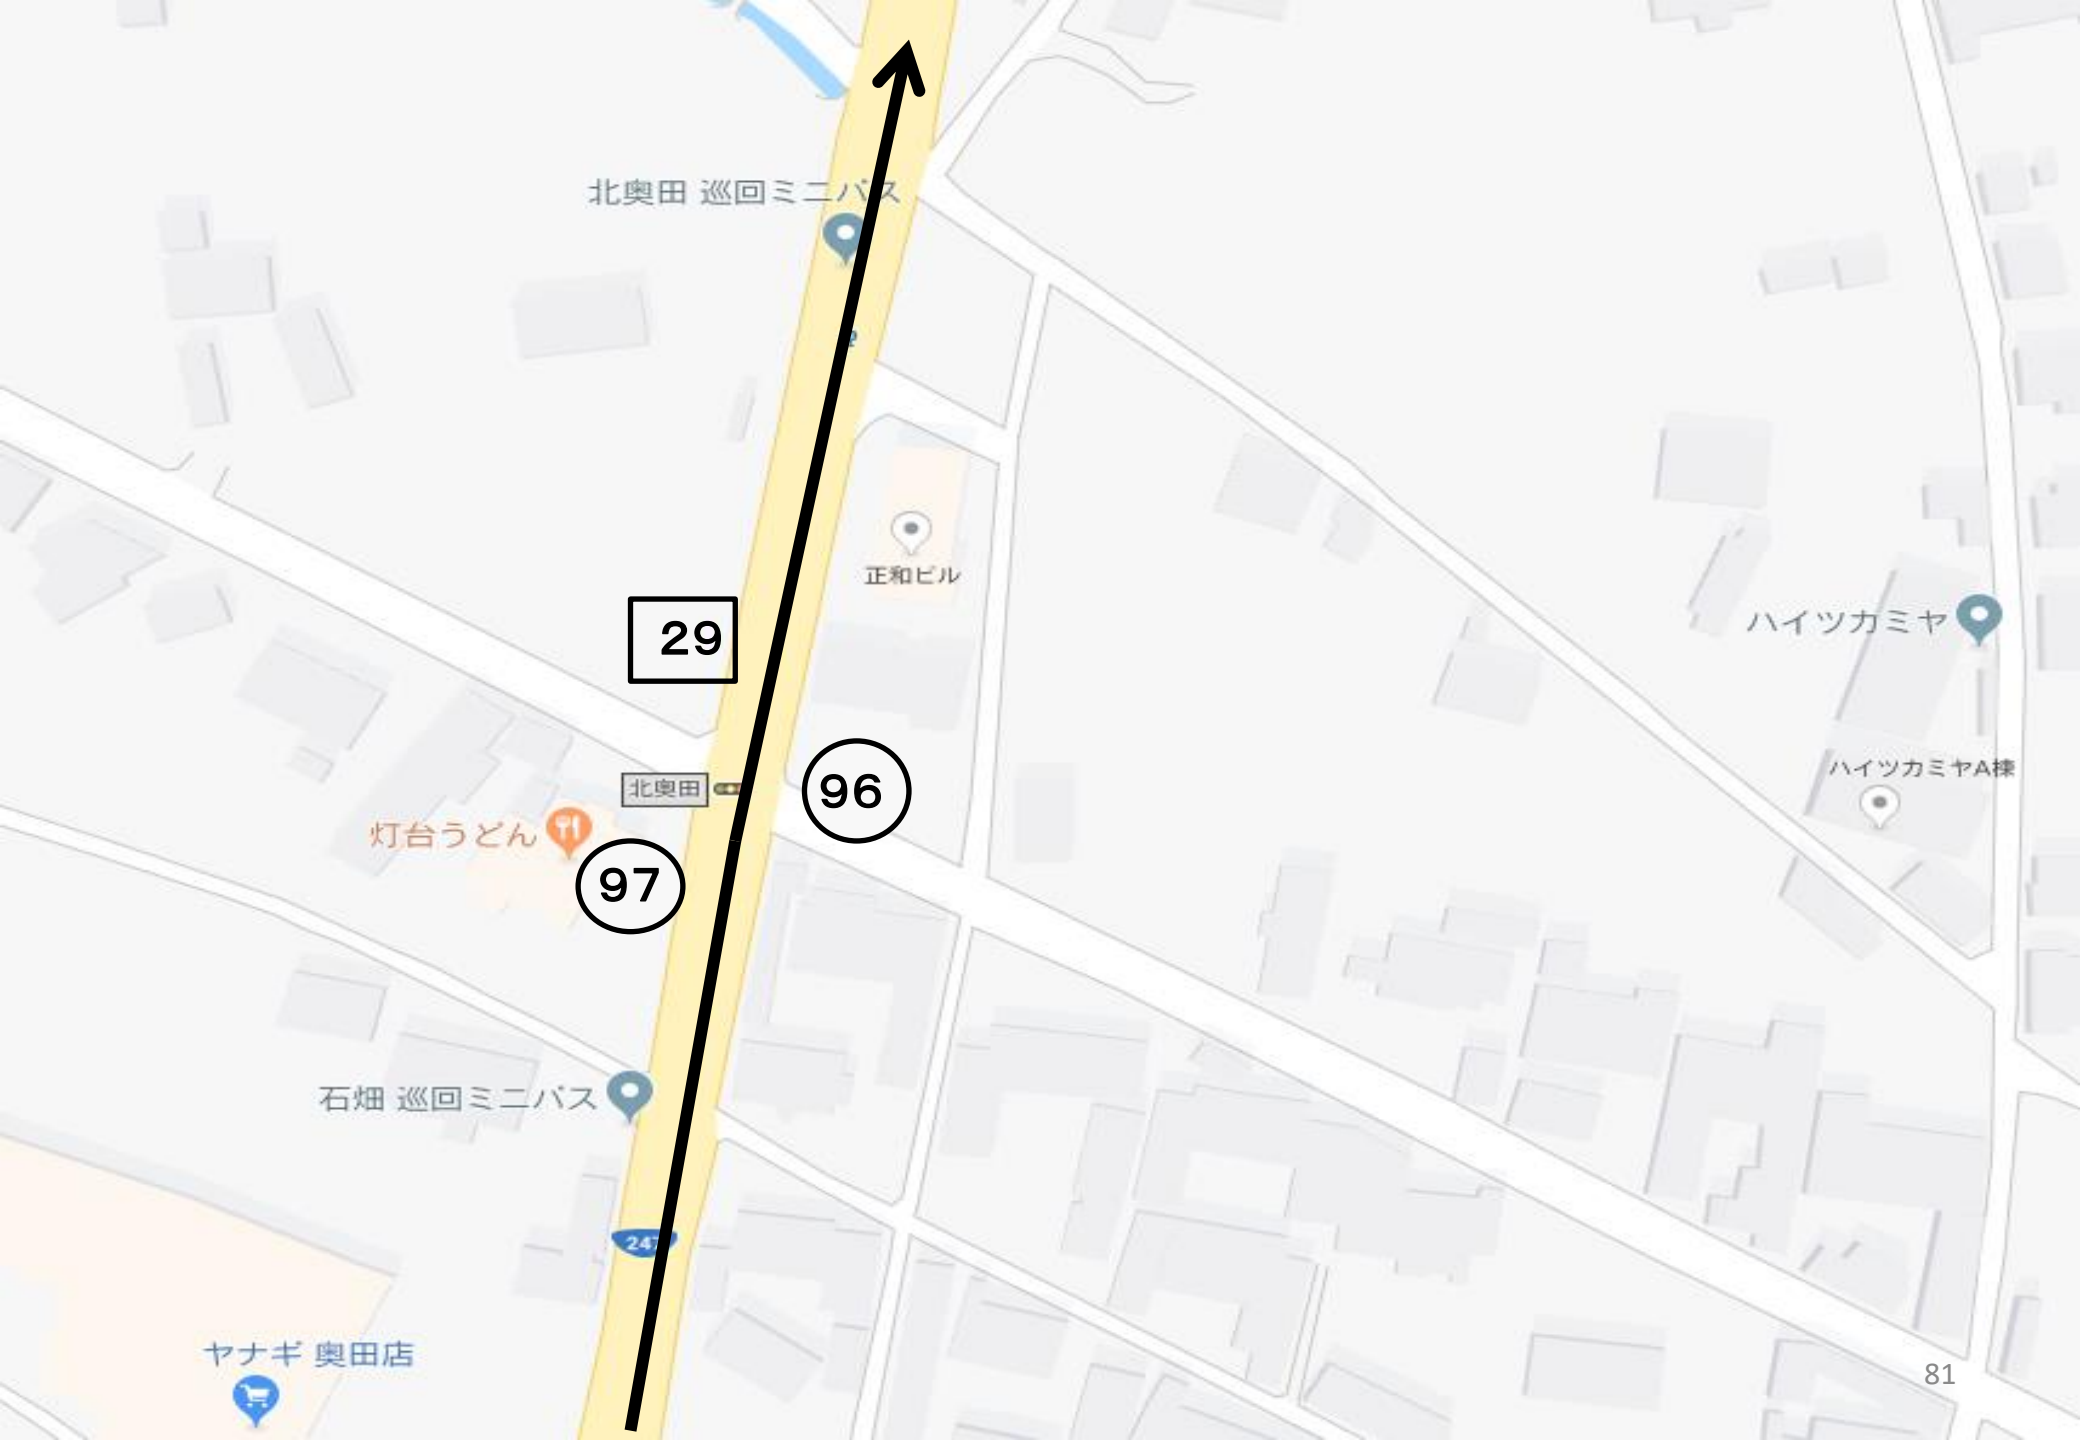 北奥田 巡回ミニバス
正和ビル
29
ハイツカミヤ
北奥田
96
ハイツカミヤA棟
灯台うどん
97
石畑 巡回ミニバス
247
ヤナギ 奥田店
81